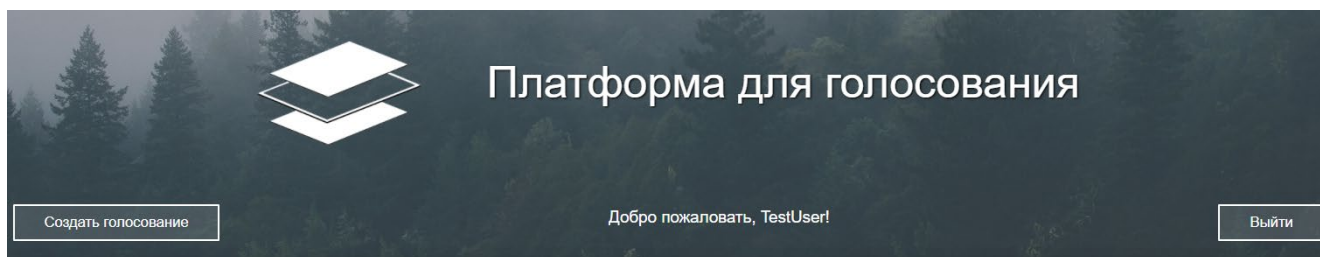 Платформа для голосования
Создать голосование
Добро пожаловать, TestUser!
Выйти